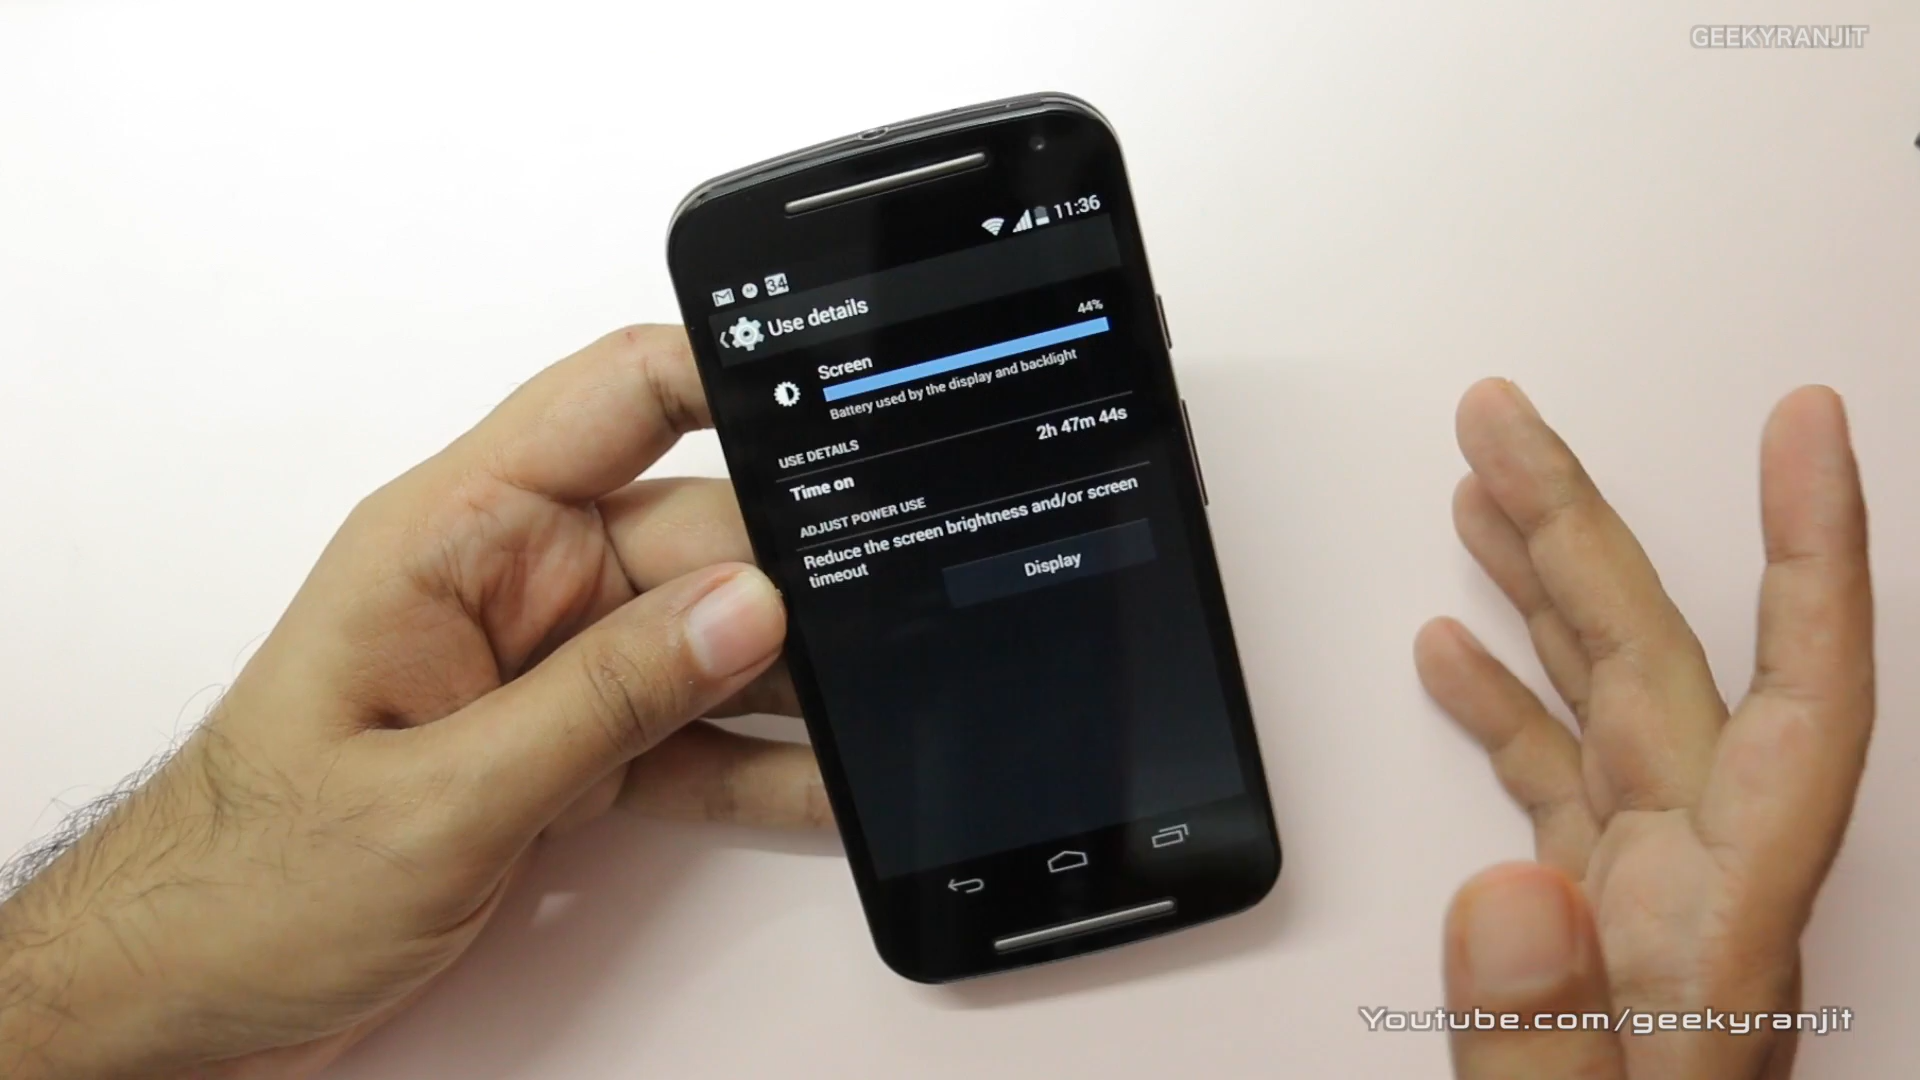 GEEKYRANJIT
11:36
34
Use details
44%
Screen
Battery used by the display and backlight
USE DETAILS
2h 47m 44s
Time on
ADJUST POWER USE
Reduce the screen brightness and/or screen
timeout
Display
Youtube.com/geekyranjit